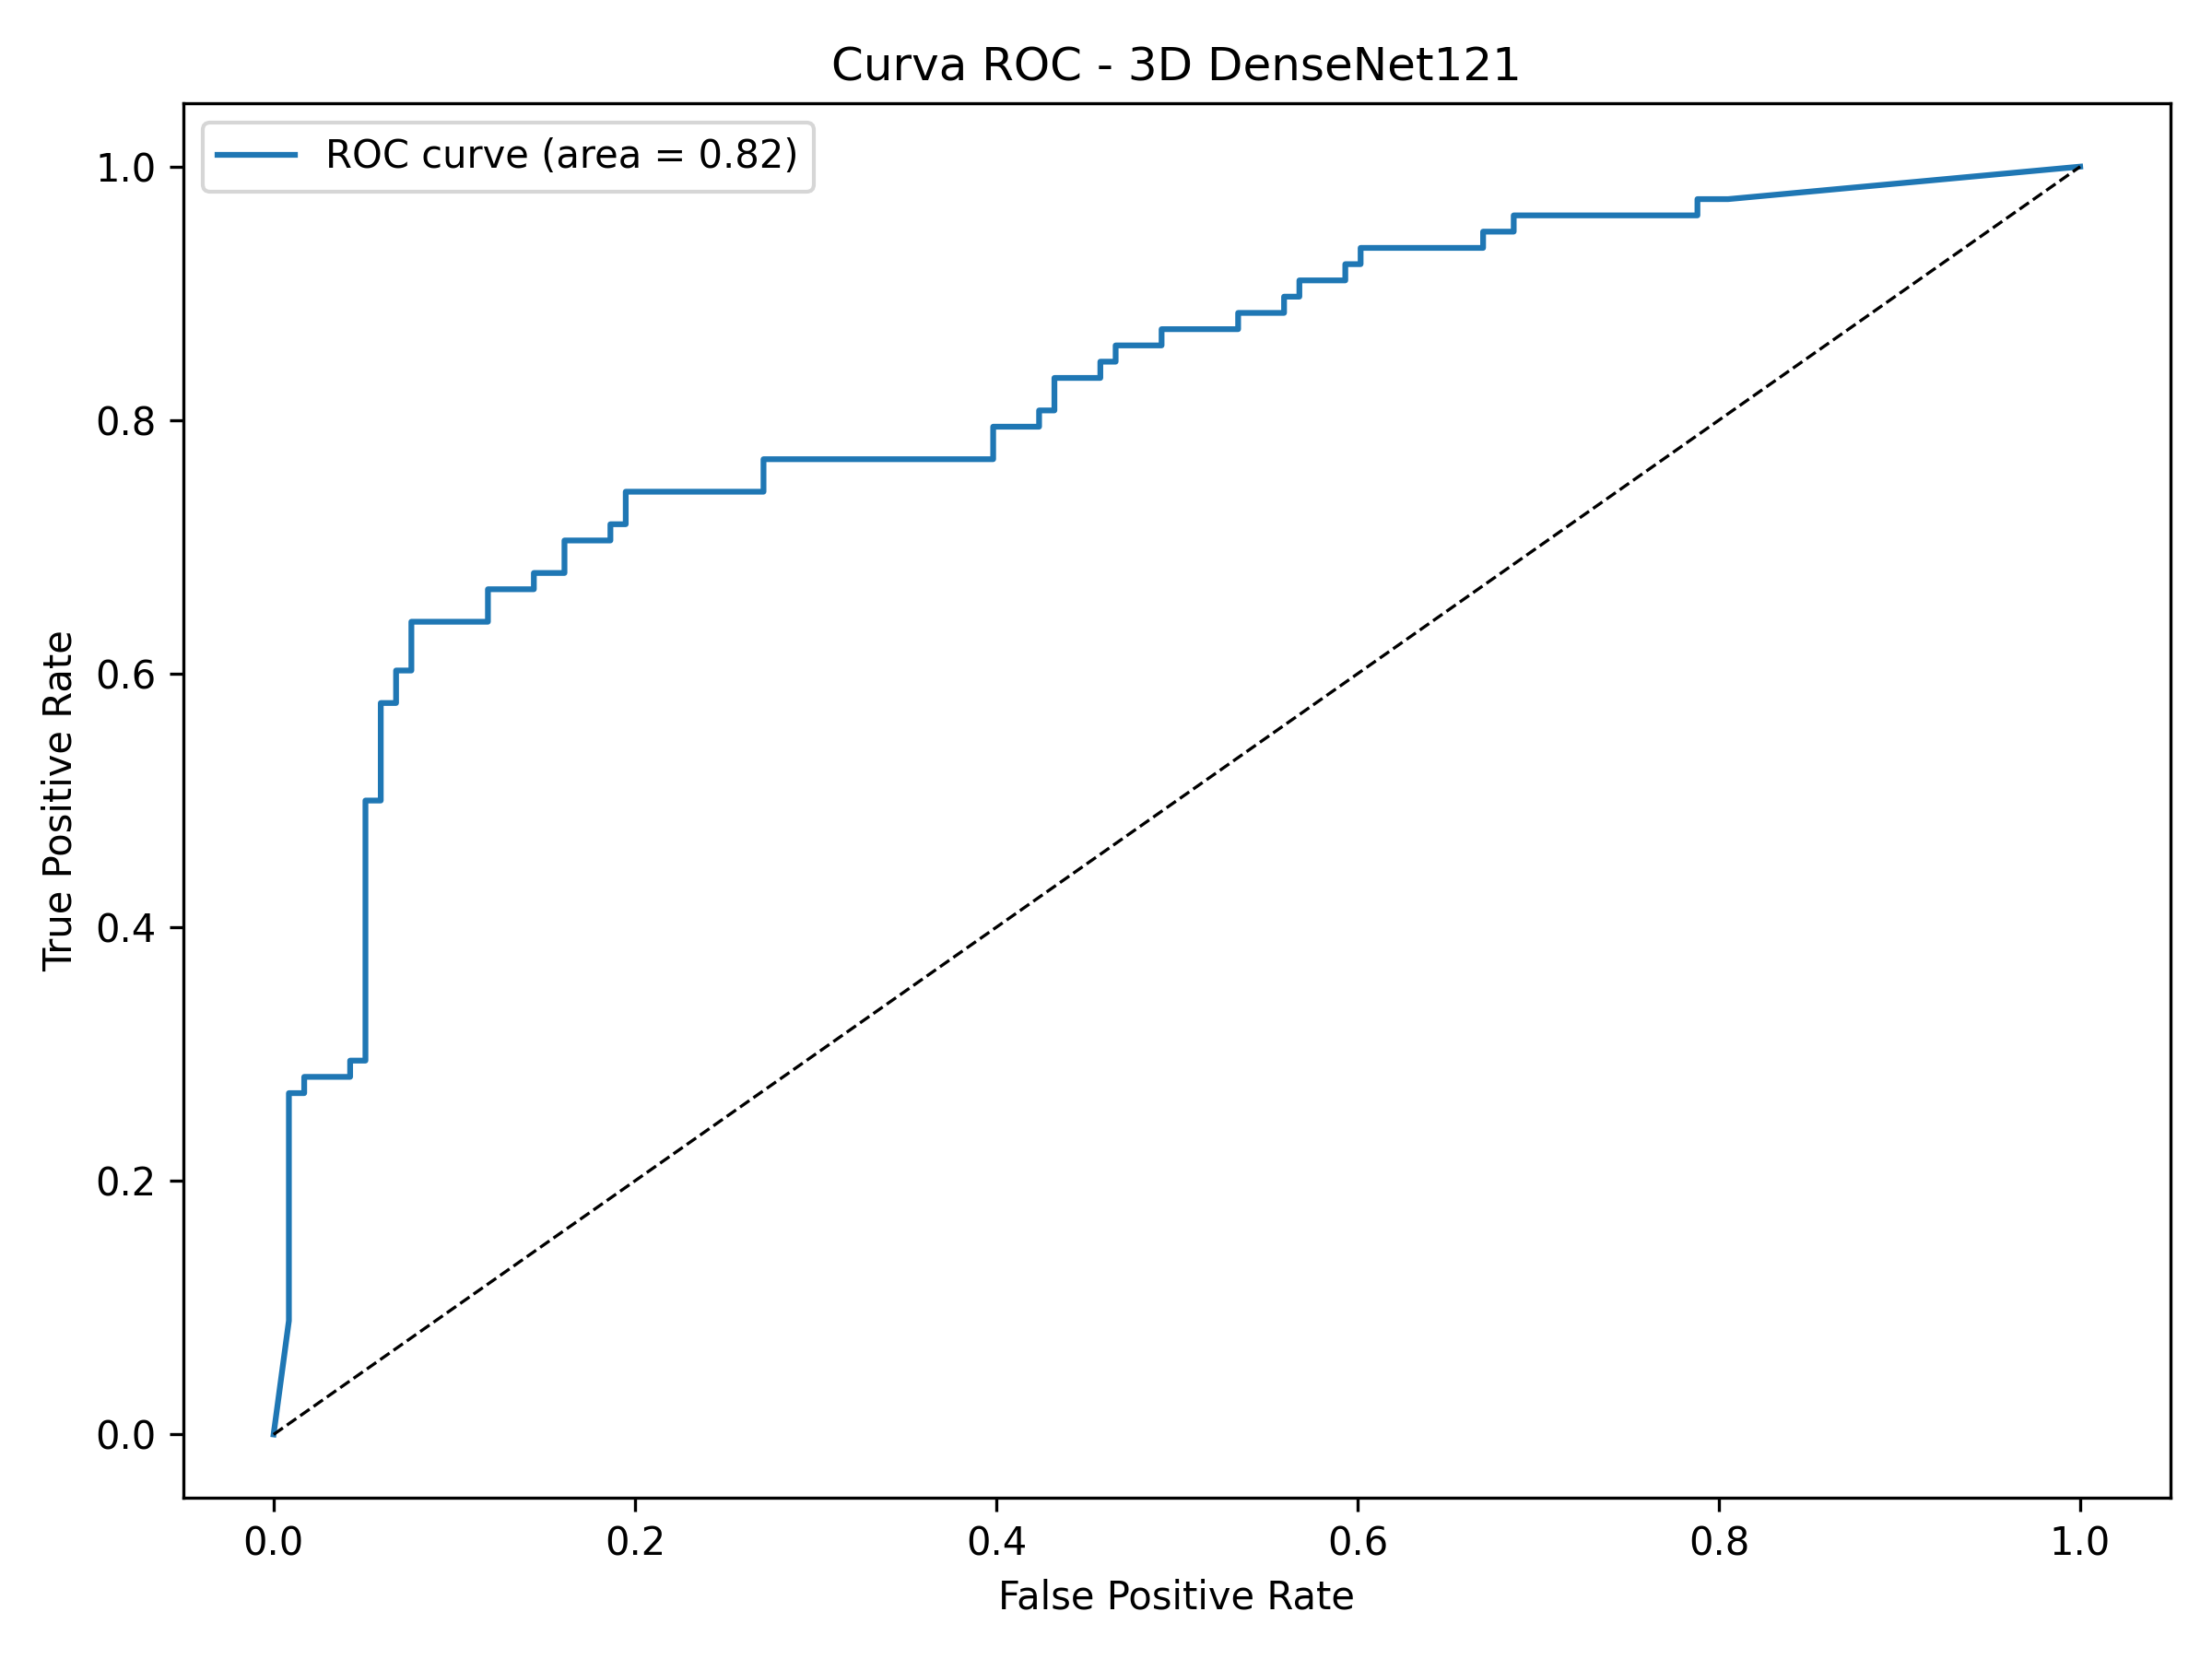 Curva ROC - 3D DenseNet121
ROC curve (area = 0.82)
True Positive Rate
1.0
0.8
0.6
0.4
0.2
0.0
0.0 0.2 0.4 0.6 0.8 1.0
False Positive Rate